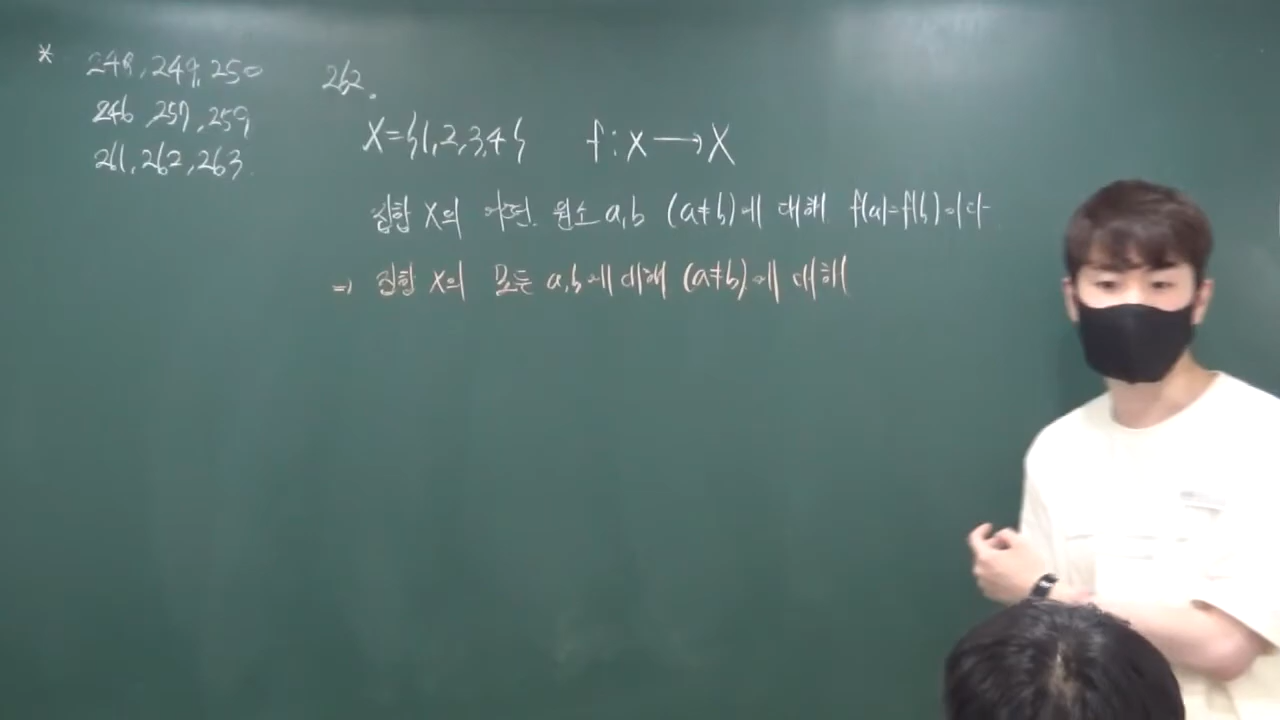 * 248, 249, 250
246, 257, 259
261, 262, 263
262.
X={1,2,3,4} f : X → X
집합 X의 어떤 원소 a,b (a≠b)에 대해 f(a)=f(b)이다
⇒ 집합 X의 모든 a,b에 대해 (a≠b)에 대해